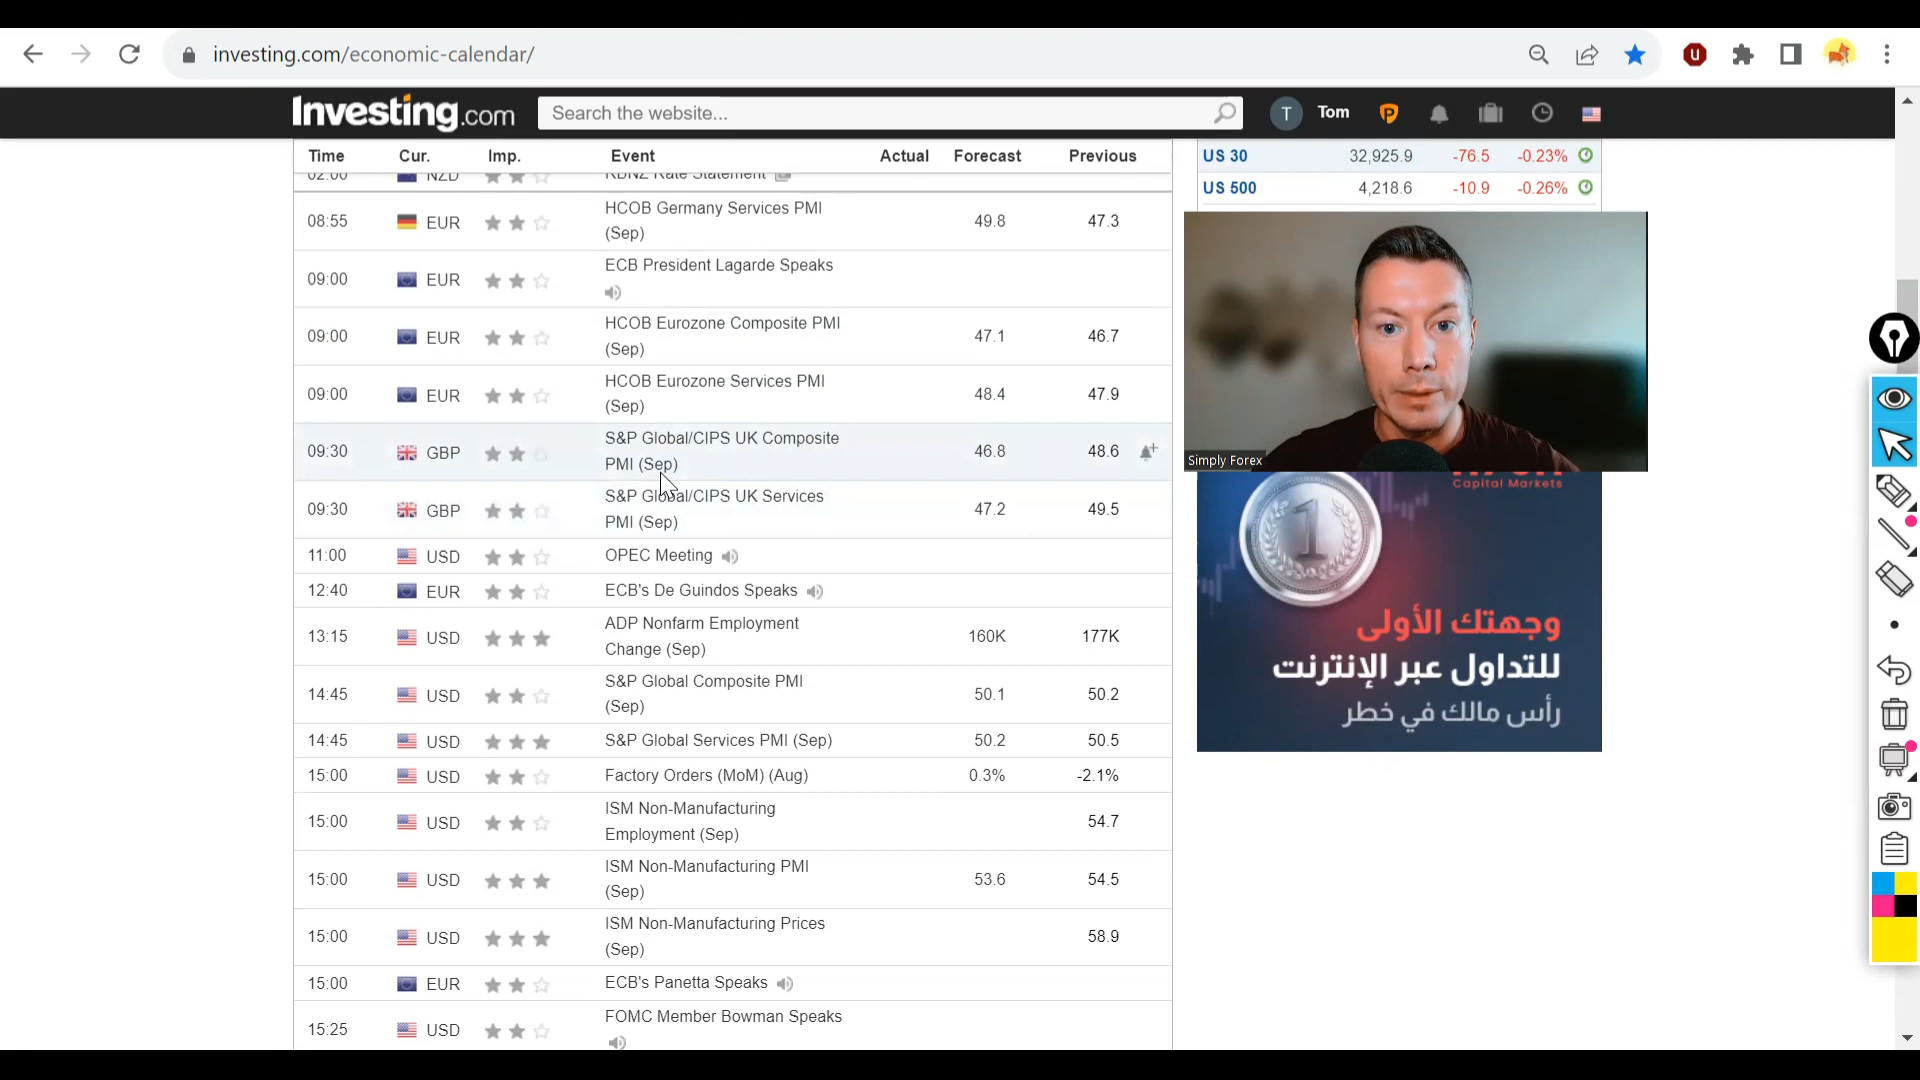 investing.com/economic-calendar/
Investing.com
Search the website...
T
Tom
Time Cur. Imp. Event Actual Forecast Previous
02:00 NZD RBNZ Rate Statement
08:55 EUR HCOB Germany Services PMI (Sep) 49.8 47.3
09:00 EUR ECB President Lagarde Speaks
09:00 EUR HCOB Eurozone Composite PMI (Sep) 47.1 46.7
09:00 EUR HCOB Eurozone Services PMI (Sep) 48.4 47.9
09:30 GBP S&P Global/CIPS UK Composite PMI (Sep) 46.8 48.6
09:30 GBP S&P Global/CIPS UK Services PMI (Sep) 47.2 49.5
11:00 USD OPEC Meeting
12:40 EUR ECB's De Guindos Speaks
13:15 USD ADP Nonfarm Employment Change (Sep) 160K 177K
14:45 USD S&P Global Composite PMI (Sep) 50.1 50.2
14:45 USD S&P Global Services PMI (Sep) 50.2 50.5
15:00 USD Factory Orders (MoM) (Aug) 0.3% -2.1%
15:00 USD ISM Non-Manufacturing Employment (Sep) 54.7
15:00 USD ISM Non-Manufacturing PMI (Sep) 53.6 54.5
15:00 USD ISM Non-Manufacturing Prices (Sep) 58.9
15:00 EUR ECB's Panetta Speaks
15:25 USD FOMC Member Bowman Speaks
US 30 32,925.9 -76.5 -0.23%
US 500 4,218.6 -10.9 -0.26%
Simply Forex
Capital Markets
1
وجهتك الأولى
للتداول عبر الإنترنت
رأس مالك في خطر